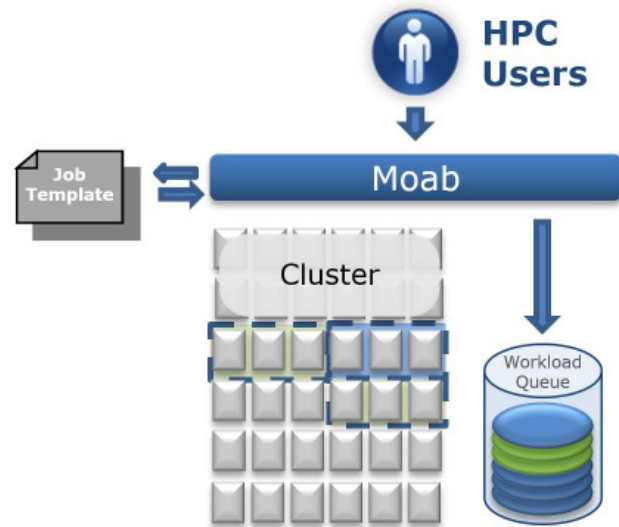 HPC
Users
Job
Template
Moab
Cluster
Workload
Queue